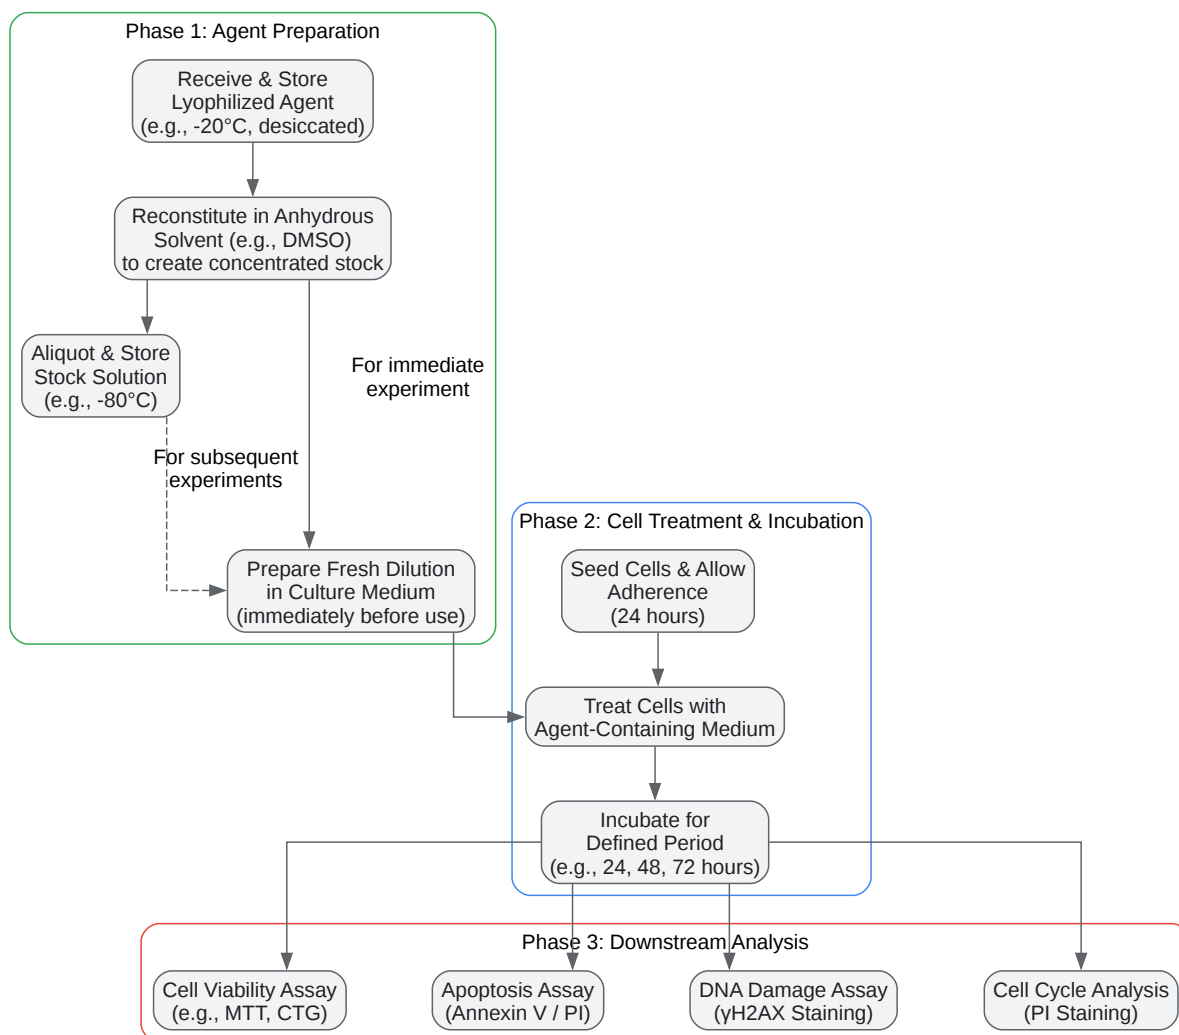 Phase 1: Agent Preparation
Receive & Store
Lyophilized Agent
(e.g., -20°C, desiccated)
Reconstitute in Anhydrous
Solvent (e.g., DMSO)
to create concentrated stock
Aliquot & Store
Stock Solution
(e.g., -80°C)
For immediate
experiment
For subsequent
experiments
Prepare Fresh Dilution
in Culture Medium
(immediately before use)
Phase 2: Cell Treatment & Incubation
Seed Cells & Allow
Adherence
(24 hours)
Treat Cells with
Agent-Containing Medium
Incubate for
Defined Period
(e.g., 24, 48, 72 hours)
Phase 3: Downstream Analysis
Cell Viability Assay
(e.g., MTT, CTG)
Apoptosis Assay
(Annexin V / PI)
DNA Damage Assay
(γH2AX Staining)
Cell Cycle Analysis
(PI Staining)